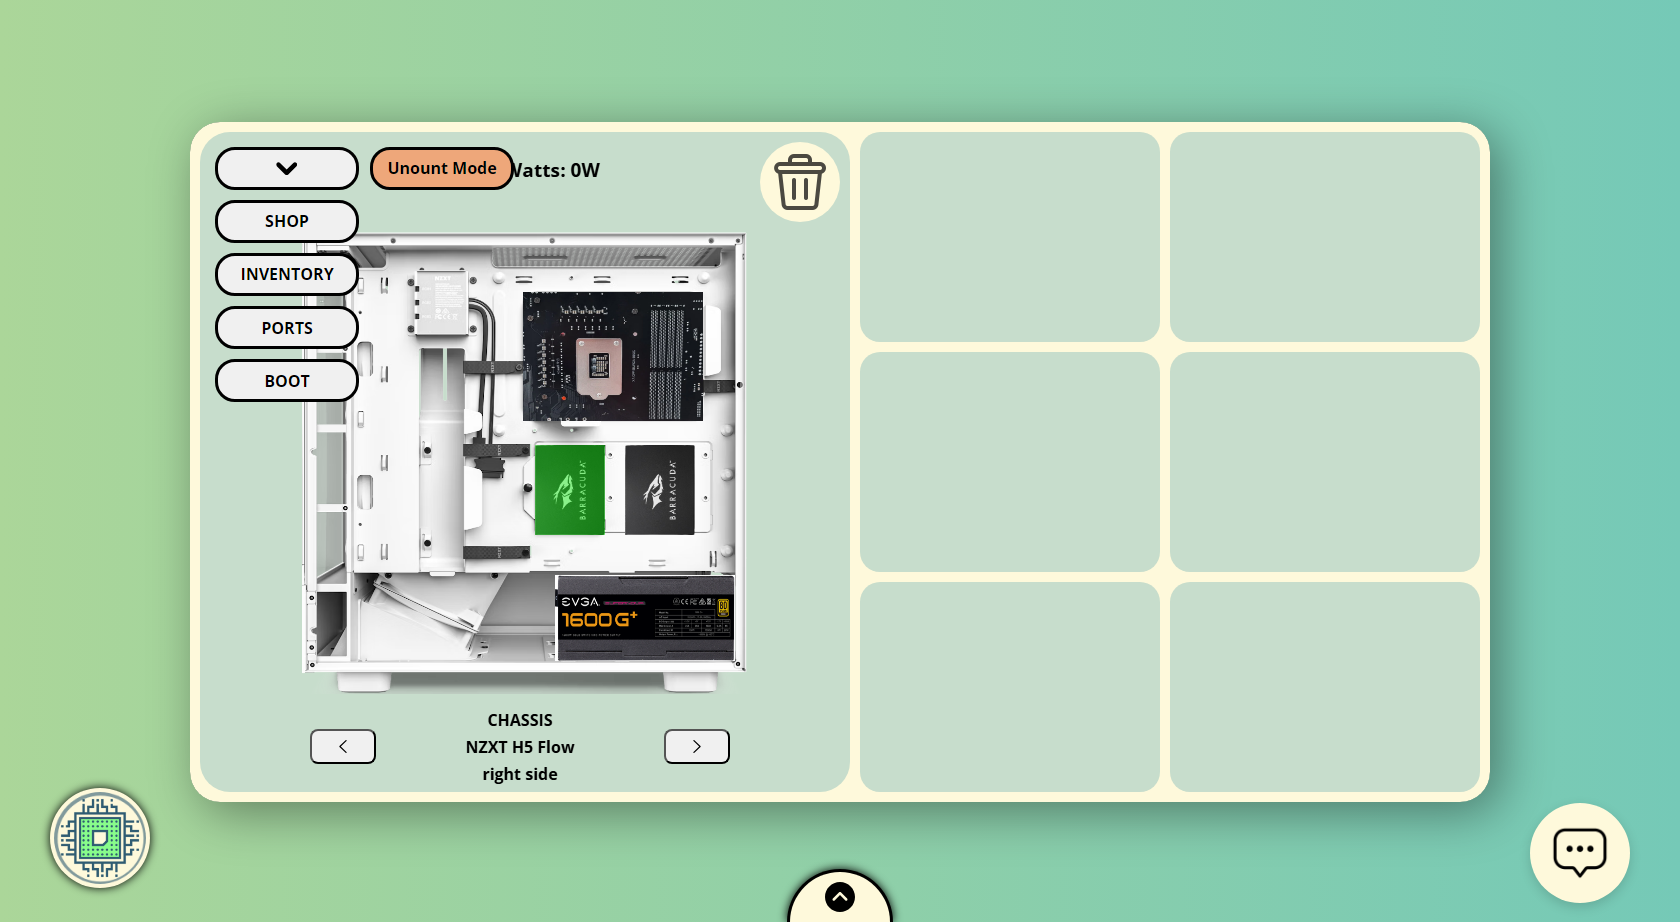 Unount Mode
Watts: 0W
SHOP
INVENTORY
PORTS
BOOT
BARRACUDA
BARRACUDA
EVGA
1600 G+
CHASSIS
NZXT H5 Flow
right side